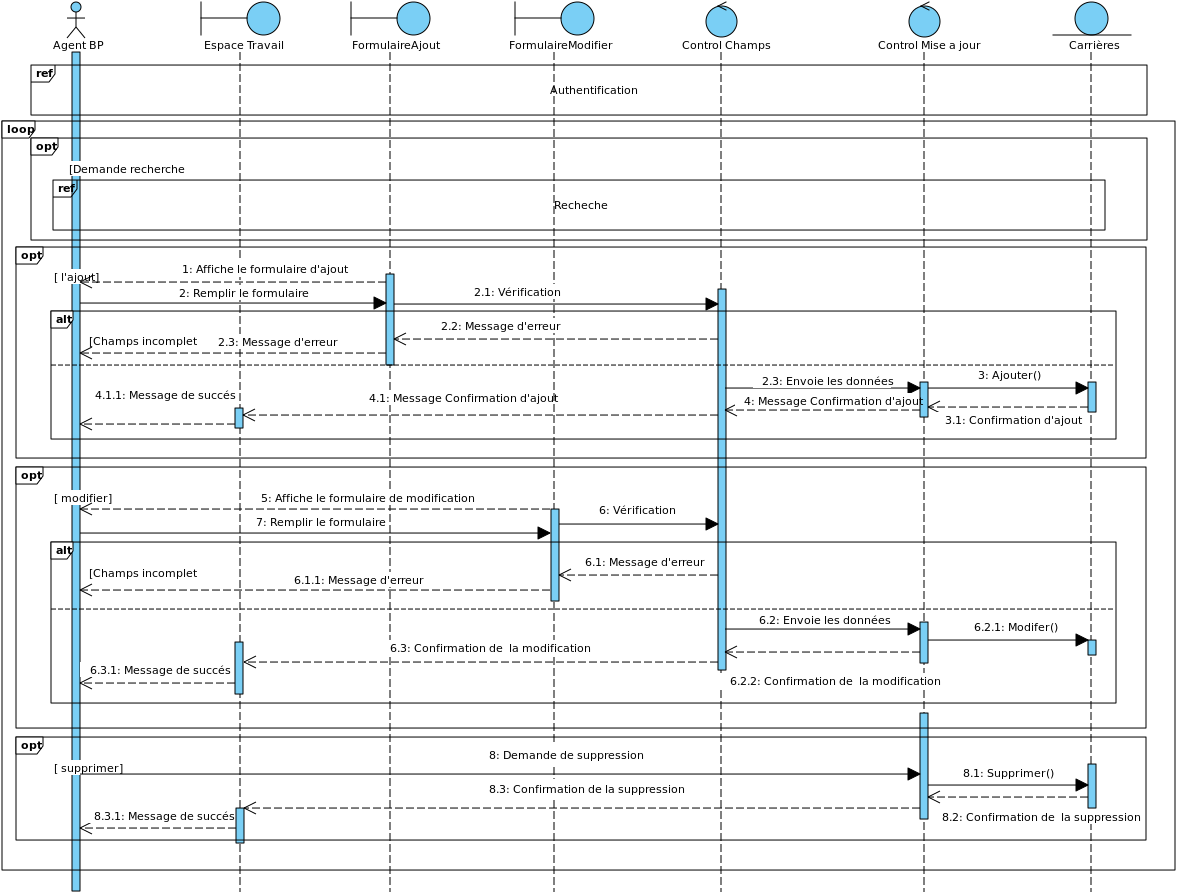 Agent BP
Espace Travail
FormulaireAjout
FormulaireModifier
Control Champs
Control Mise a jour
Carrières
ref
Authentification
loop
opt
[Demande recherche
ref
Recheche
opt
[ l'ajout]
1: Affiche le formulaire d'ajout
2: Remplir le formulaire
2.1: Vérification
alt
2.2: Message d'erreur
[Champs incomplet
2.3: Message d'erreur
2.3: Envoie les données
3: Ajouter()
4.1.1: Message de succés
4.1: Message Confirmation d'ajout
4: Message Confirmation d'ajout
3.1: Confirmation d'ajout
opt
[ modifier]
5: Affiche le formulaire de modification
6: Vérification
7: Remplir le formulaire
alt
6.1: Message d'erreur
[Champs incomplet
6.1.1: Message d'erreur
6.2: Envoie les données
6.2.1: Modifer()
6.3: Confirmation de  la modification
6.3.1: Message de succés
6.2.2: Confirmation de  la modification
opt
[ supprimer]
8: Demande de suppression
8.1: Supprimer()
8.3: Confirmation de la suppression
8.3.1: Message de succés
8.2: Confirmation de  la suppression